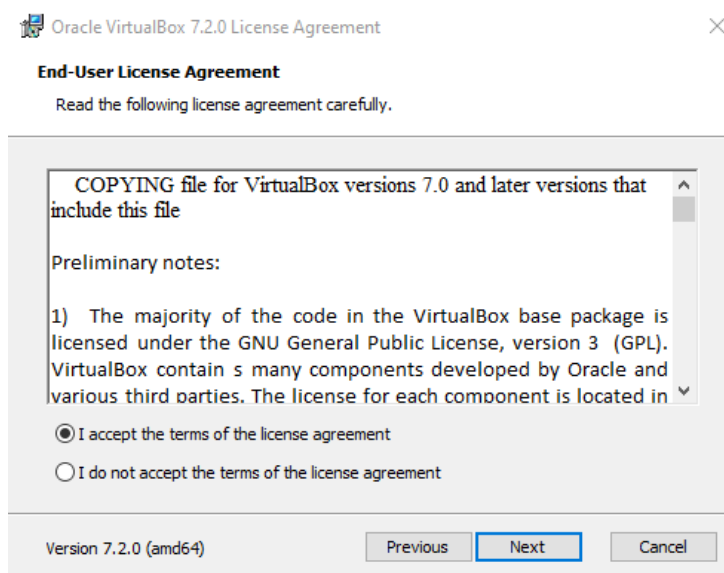 Oracle VirtualBox 7.2.0 License Agreement
End-User License Agreement
Read the following license agreement carefully.
COPYING file for VirtualBox versions 7.0 and later versions that
include this file
Preliminary notes:
1) The majority of the code in the VirtualBox base package is
licensed under the GNU General Public License, version 3 (GPL).
VirtualBox contain s many components developed by Oracle and
various third parties. The license for each component is located in
I accept the terms of the license agreement
I do not accept the terms of the license agreement
Version 7.2.0 (amd64)
Previous
Next
Cancel